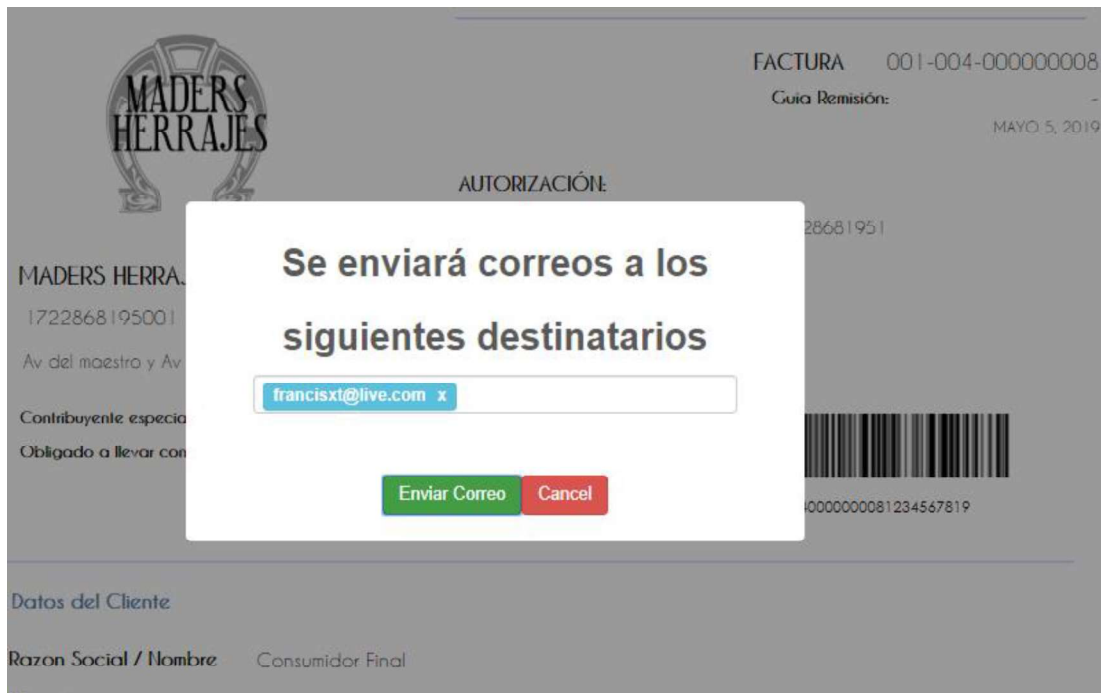 MADERS
HERRAJES
FACTURA 001-004-000000008
Guia Remisión: -
MAYO 5, 2019
AUTORIZACIÓN:
28681951
MADERS HERRA
1722868195001
Av del maestro y Av
Contribuyente especia
Obligado a llevar con
Se enviará correos a los
siguientes destinatarios
francisxt@live.com x
Enviar Correo Cancel
0000000081234567819
Datos del Cliente
Razon Social / Nombre Consumidor Final